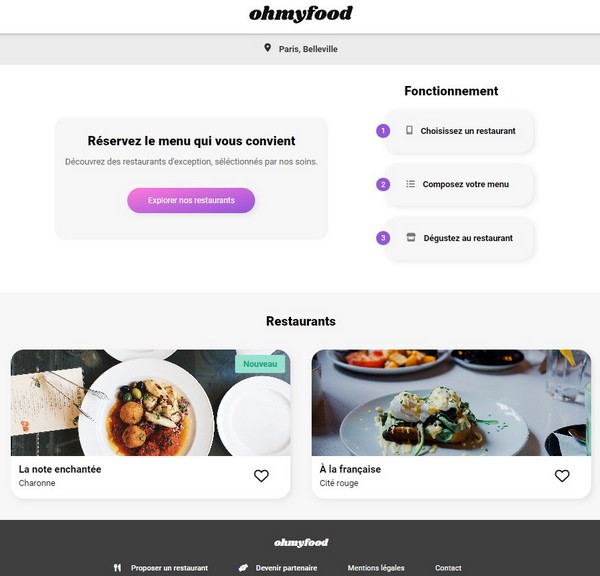 ohmyfood
Paris, Belleville
Réservez le menu qui vous convient
Découvrez des restaurants d'exception, séléctionnés par nos soins.
Explorer nos restaurants
Fonctionnement
1 Choisissez un restaurant
2 Composez votre menu
3 Dégustez au restaurant
Restaurants
Nouveau
La note enchantée
Charonne
À la française
Cité rouge
ohmyfood
Proposer un restaurant Devenir partenaire Mentions légales Contact